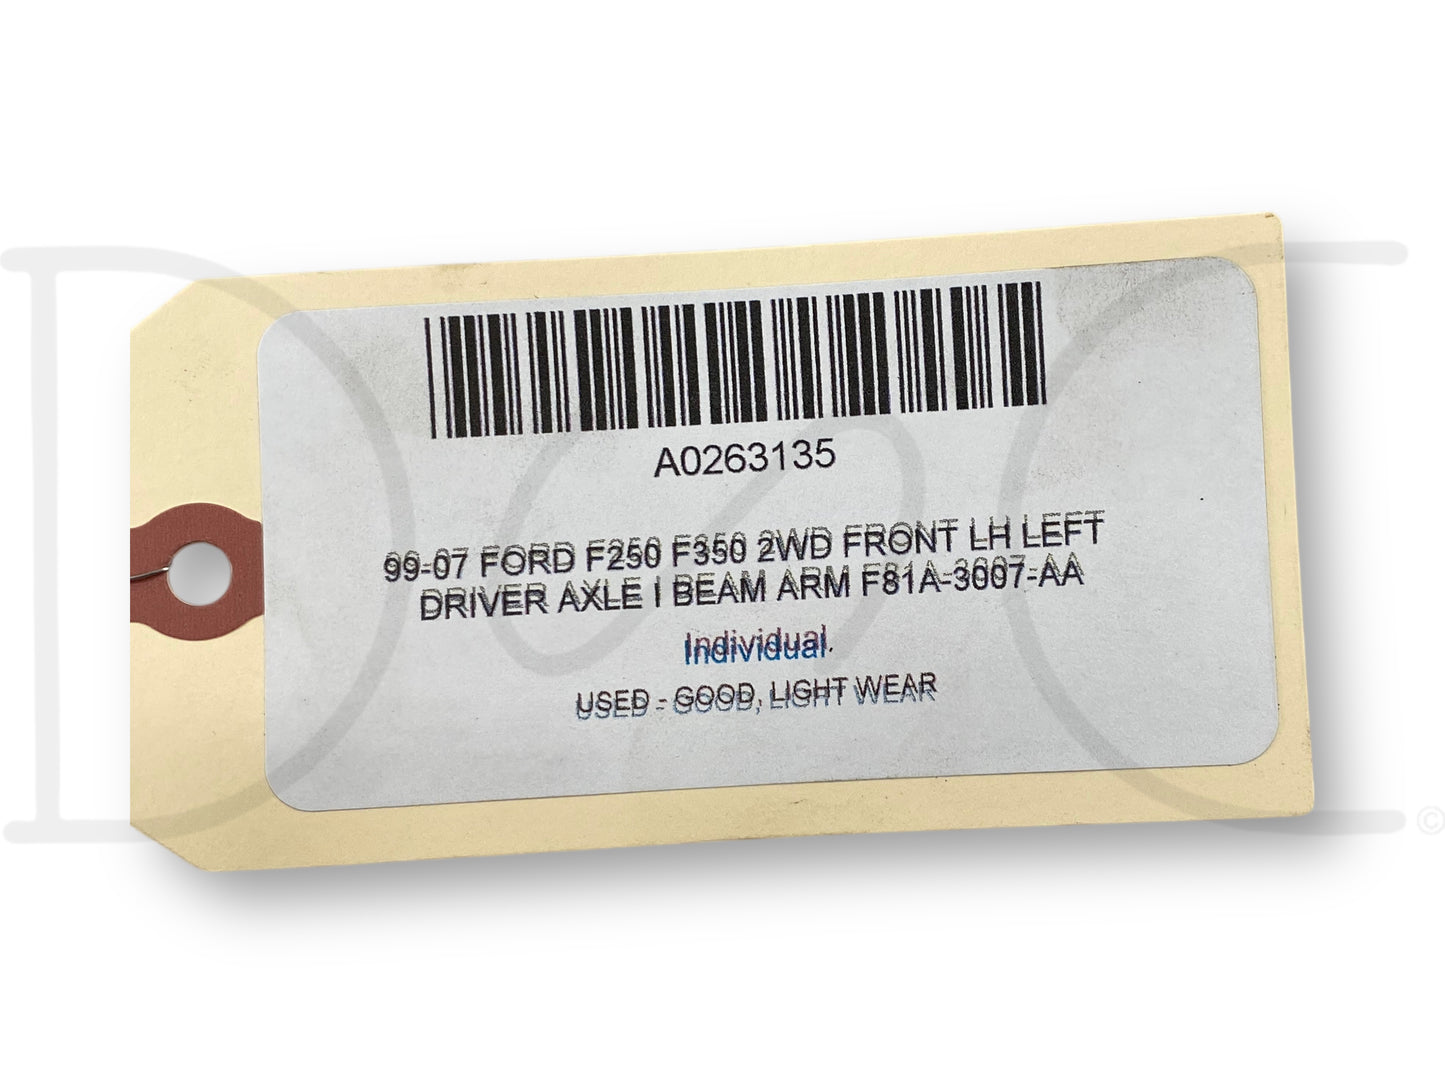 A0263135
99-07 FORD F250 F350 2WD FRONT LH LEFT
DRIVER AXLE I BEAM ARM F81A-3007-AA
Individual.
USED - GOOD, LIGHT WEAR
©